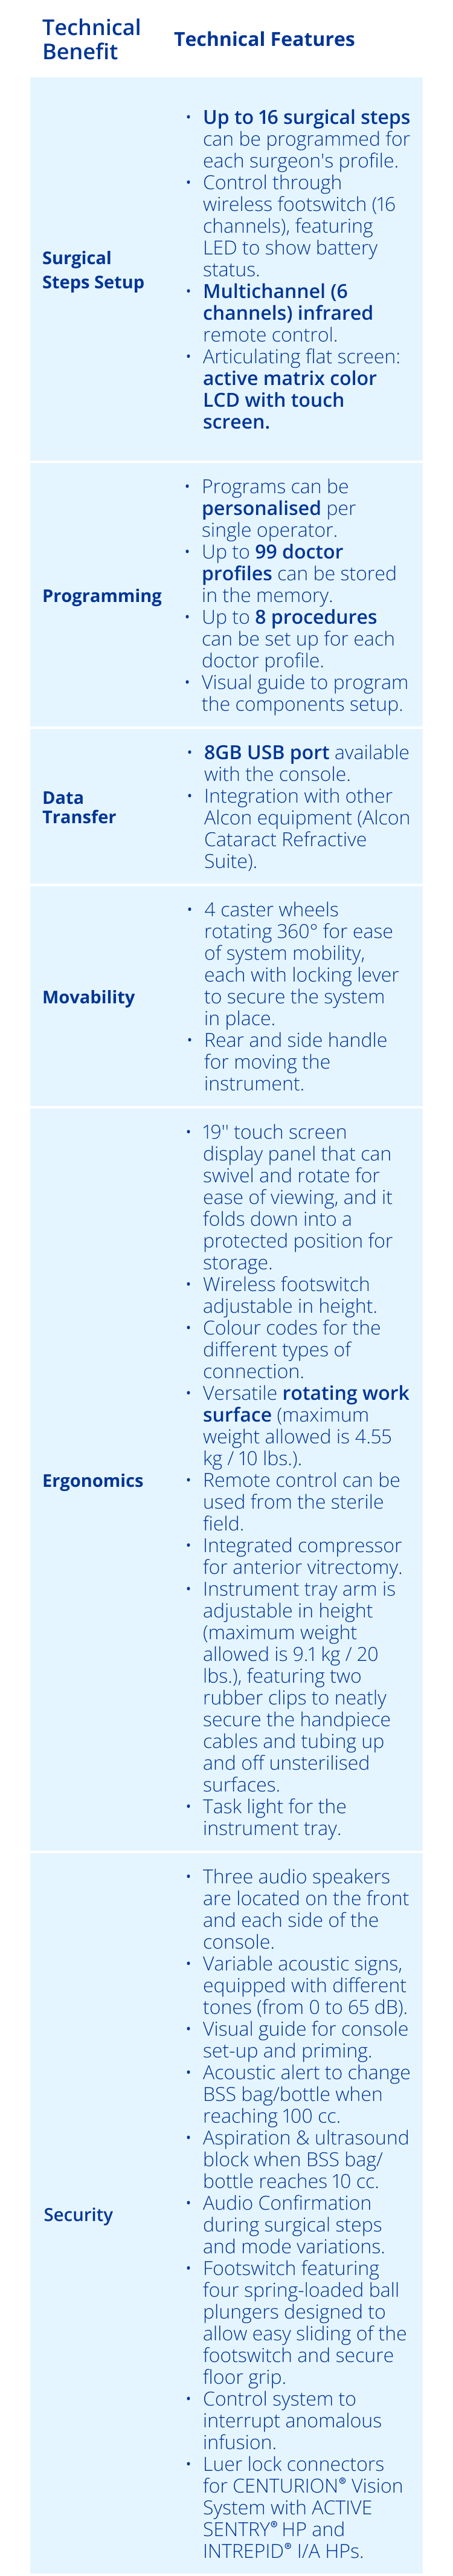 Technical
Benefit
Technical Features
Surgical
Steps Setup
• Up to 16 surgical steps
can be programmed for
each surgeon's profile.
• Control through
wireless footswitch (16
channels), featuring
LED to show battery
status.
• Multichannel (6
channels) infrared
remote control.
• Articulating flat screen:
active matrix color
LCD with touch
screen.
Programming
• Programs can be
personalised per
single operator.
• Up to 99 doctor
profiles can be stored
in the memory.
• Up to 8 procedures
can be set up for each
doctor profile.
• Visual guide to program
the components setup.
Data
Transfer
• 8GB USB port available
with the console.
• Integration with other
Alcon equipment (Alcon
Cataract Refractive
Suite).
Movability
• 4 caster wheels
rotating 360° for ease
of system mobility,
each with locking lever
to secure the system
in place.
• Rear and side handle
for moving the
instrument.
Ergonomics
• 19" touch screen
display panel that can
swivel and rotate for
ease of viewing, and it
folds down into a
protected position for
storage.
• Wireless footswitch
adjustable in height.
• Colour codes for the
different types of
connection.
• Versatile rotating work
surface (maximum
weight allowed is 4.55
kg / 10 lbs.).
• Remote control can be
used from the sterile
field.
• Integrated compressor
for anterior vitrectomy.
• Instrument tray arm is
adjustable in height
(maximum weight
allowed is 9.1 kg / 20
lbs.), featuring two
rubber clips to neatly
secure the handpiece
cables and tubing up
and off unsterilised
surfaces.
• Task light for the
instrument tray.
Security
• Three audio speakers
are located on the front
and each side of the
console.
• Variable acoustic signs,
equipped with different
tones (from 0 to 65 dB).
• Visual guide for console
set-up and priming.
• Acoustic alert to change
BSS bag/bottle when
reaching 100 cc.
• Aspiration & ultrasound
block when BSS bag/
bottle reaches 10 cc.
• Audio Confirmation
during surgical steps
and mode variations.
• Footswitch featuring
four spring-loaded ball
plungers designed to
allow easy sliding of the
footswitch and secure
floor grip.
• Control system to
interrupt anomalous
infusion.
• Luer lock connectors
for CENTURION® Vision
System with ACTIVE
SENTRY® HP and
INTREPID® I/A HPs.